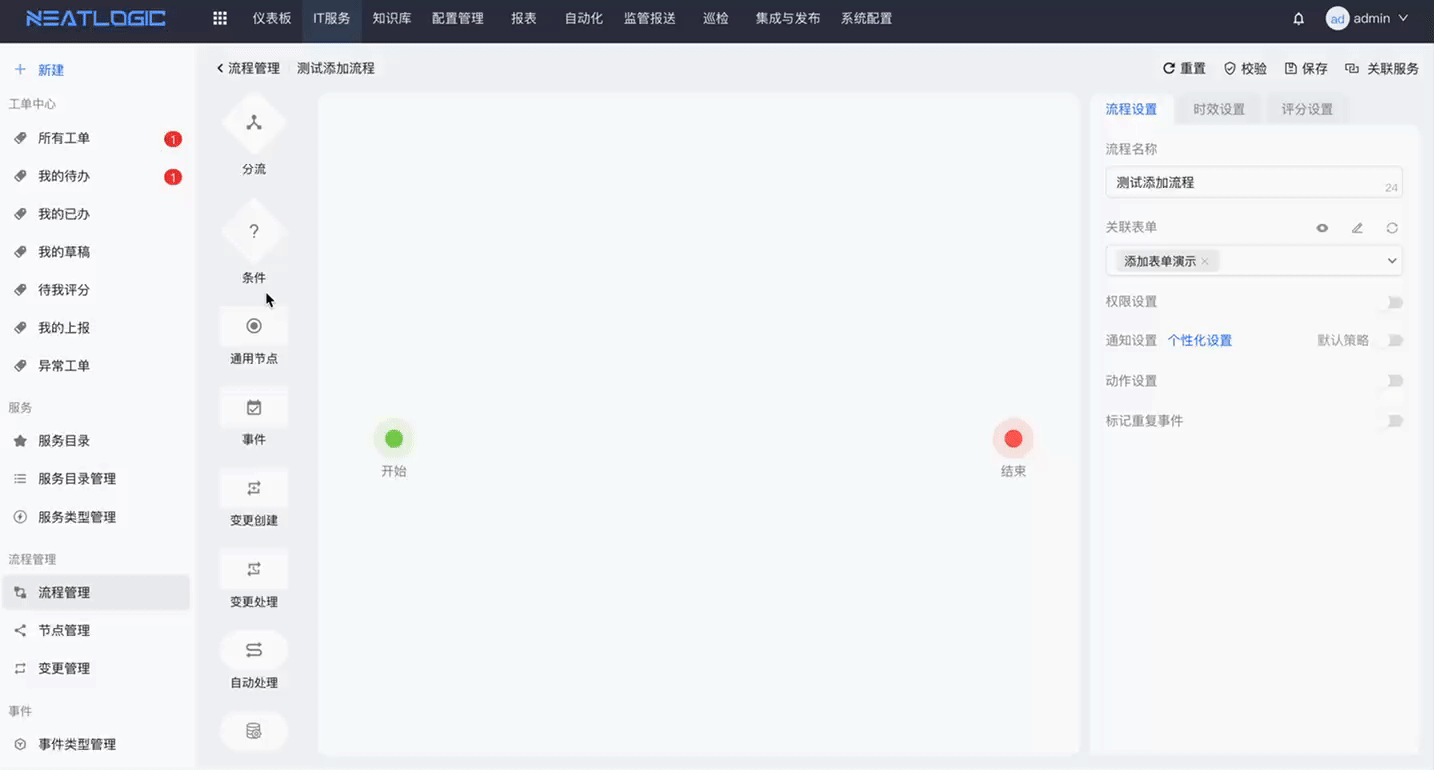 NEATLOGIC
仪表板 IT服务 知识库 配置管理 报表 自动化 监管报送 巡检 集成与发布 系统配置
ad admin
新建
工单中心
所有工单 1
我的待办 1
我的已办
我的草稿
待我评分
我的上报
异常工单
服务
服务目录
服务目录管理
服务类型管理
流程管理
流程管理
节点管理
变更管理
事件
事件类型管理
流程管理 测试添加流程
重置 校验 保存 关联服务
分流
?
条件
通用节点
事件
变更创建
变更处理
自动处理
开始
结束
流程设置 时效设置 评分设置
流程名称
测试添加流程 24
关联表单
添加表单演示 ×
权限设置
通知设置 个性化设置 默认策略
动作设置
标记重复事件